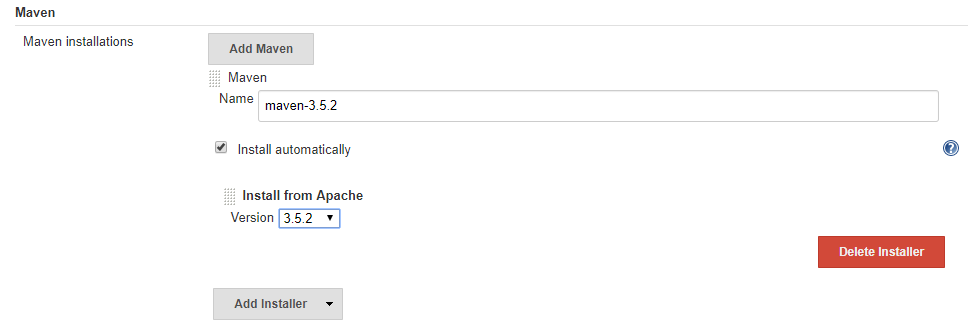 Maven
Maven installations
Add Maven
Maven
Name maven-3.5.2
Install automatically
Install from Apache
Version 3.5.2
Delete Installer
Add Installer